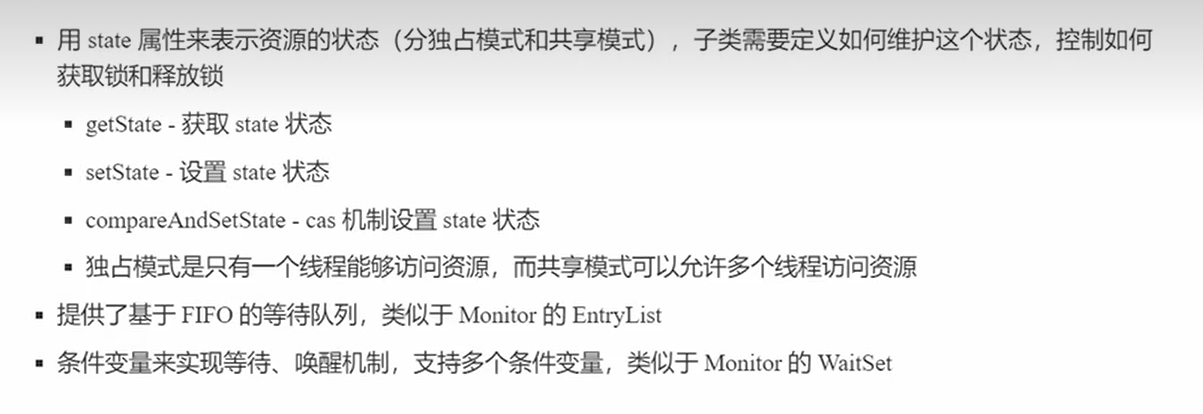 ▪ 用 state 属性来表示资源的状态（分独占模式和共享模式），子类需要定义如何维护这个状态，控制如何
获取锁和释放锁
▪ getState - 获取 state 状态
▪ setState - 设置 state 状态
▪ compareAndSetState - cas 机制设置 state 状态
▪ 独占模式是只有一个线程能够访问资源，而共享模式可以允许多个线程访问资源
▪ 提供了基于 FIFO 的等待队列，类似于 Monitor 的 EntryList
▪ 条件变量来实现等待、唤醒机制，支持多个条件变量，类似于 Monitor 的 WaitSet